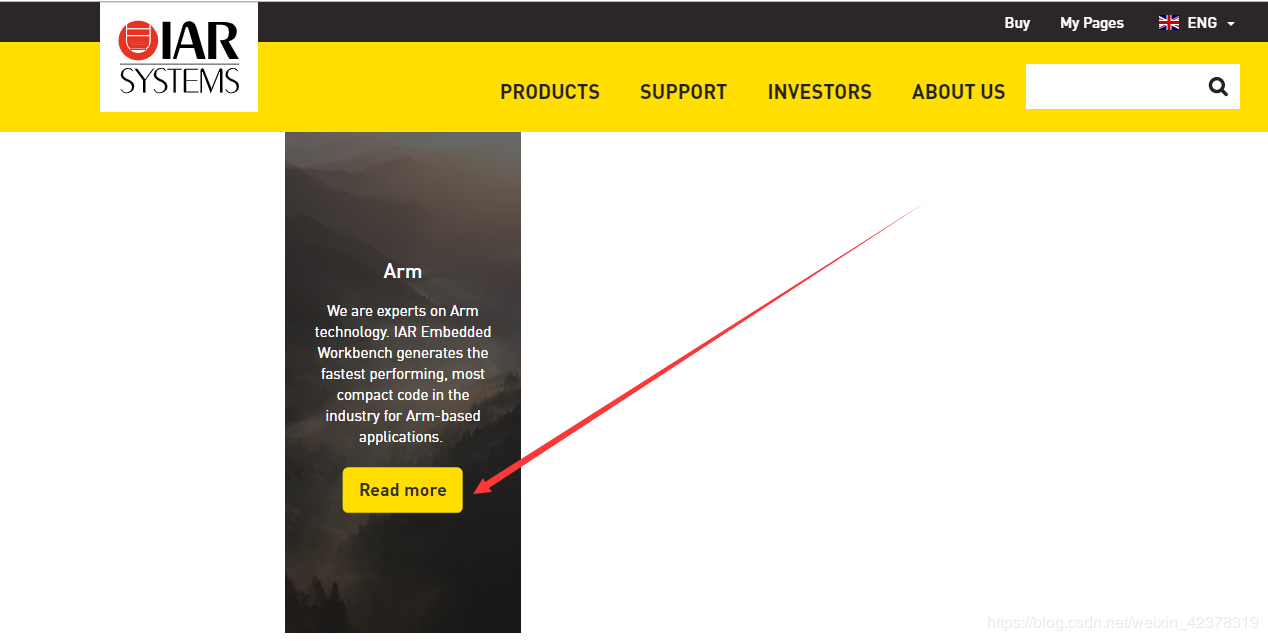 Buy My Pages ENG
IAR
SYSTEMS
PRODUCTS SUPPORT INVESTORS ABOUT US
Arm
We are experts on Arm
technology. IAR Embedded
Workbench generates the
fastest performing, most
compact code in the
industry for Arm-based
applications.
Read more
https://blog.csdn.net/weixin_42378319